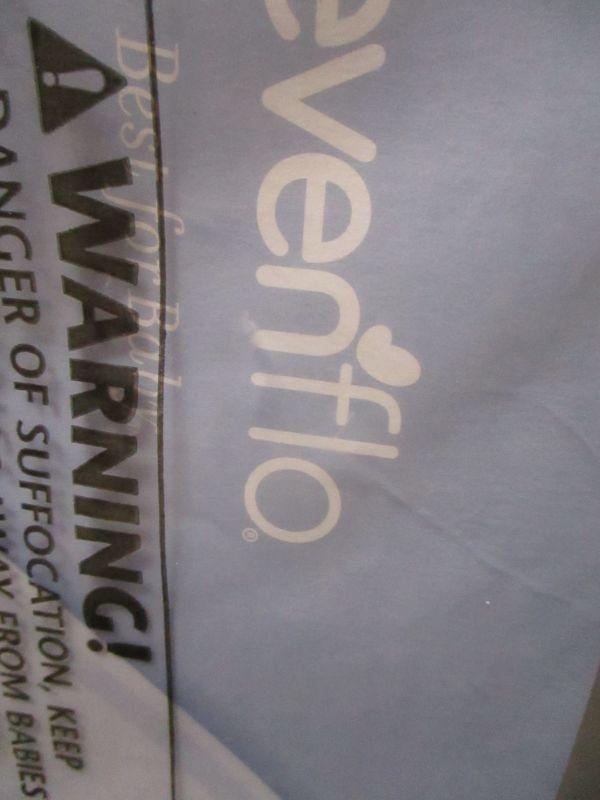 evenflo®
Best for Baby
WARNING!
DANGER OF SUFFOCATION, KEEP
AWAY FROM BABIES